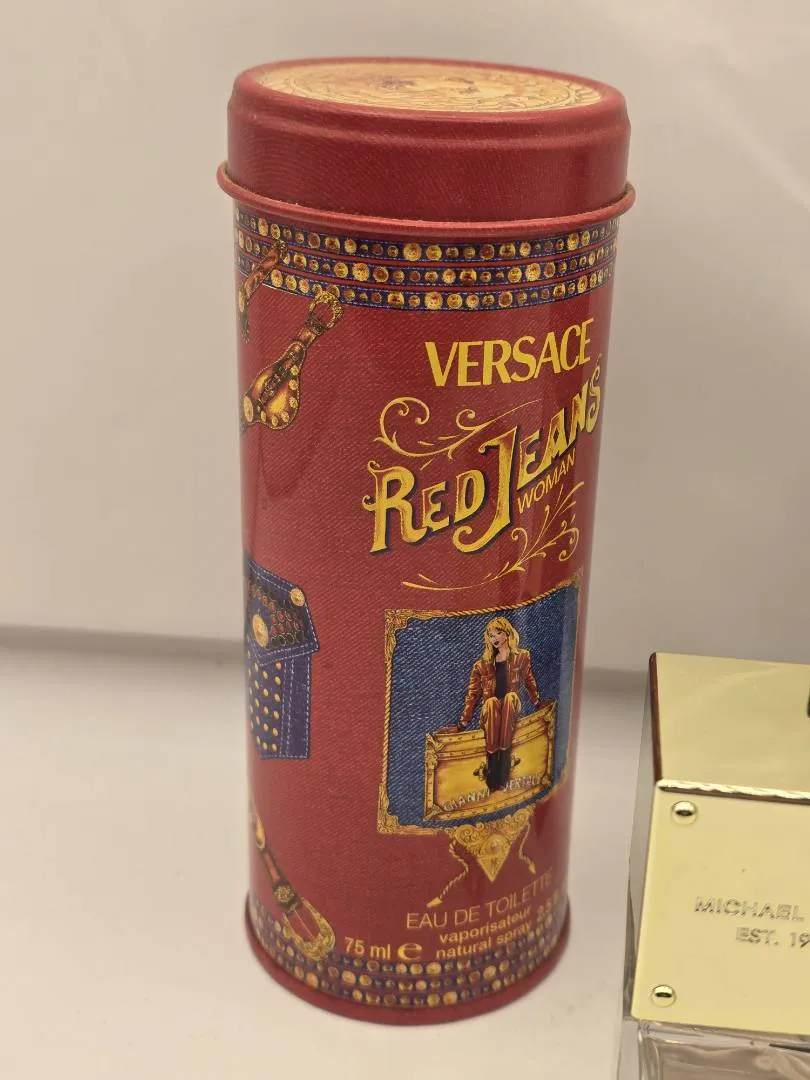 VERSACE
RED JEANS
WOMAN
GIANNI VERSACE
EAU DE TOILETTE
vaporisateur
75 ml e natural spray
MICHAEL
EST. 19